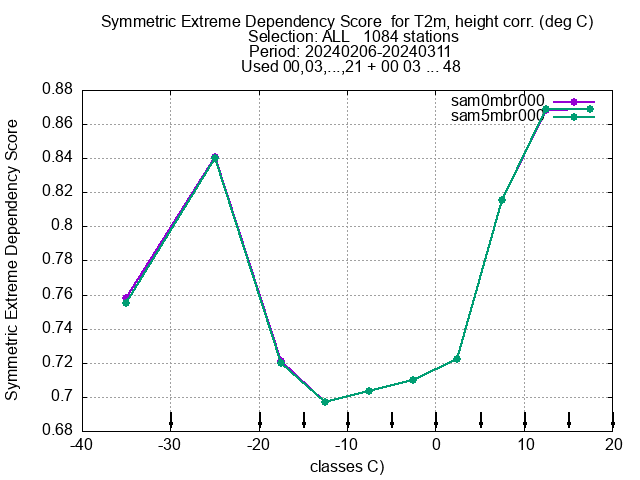 Symmetric Extreme Dependency Score  for T2m, height corr. (deg C)
Selection: ALL   1084 stations
Period: 20240206-20240311
Used 00,03,...,21 + 00 03 ... 48
sam0mbr000
sam5mbr000
Symmetric Extreme Dependency Score
0.88
0.86
0.84
0.82
0.8
0.78
0.76
0.74
0.72
0.7
0.68
-40 -30 -20 -10 0 10 20
classes C)